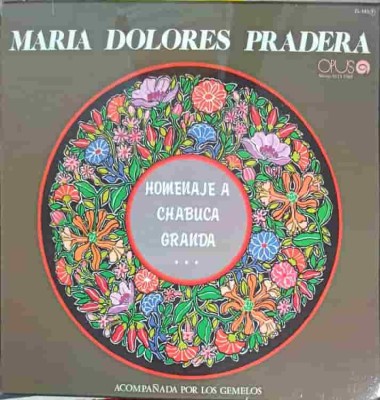 MARIA DOLORES PRADERA
OPUS
HOMENAJE A
CHABUCA
GRANDA
...
ACOMPAÑADA POR LOS GEMELOS